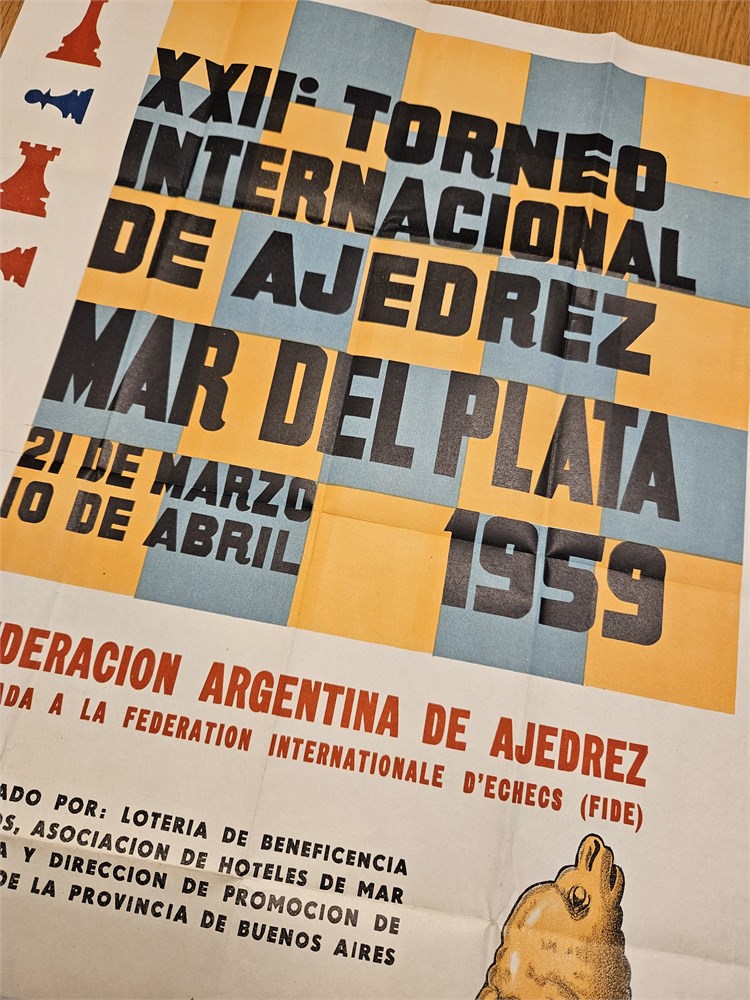 XXIIº TORNEO
INTERNACIONAL
DE AJEDREZ
MAR DEL PLATA
21 DE MARZO
10 DE ABRIL
1959
DERACION ARGENTINA DE AJEDREZ
ADA A LA FEDERATION INTERNATIONALE D'ECHECS (FIDE)
ADO POR: LOTERIA DE BENEFICENCIA
OS, ASOCIACION DE HOTELES DE MAR
A Y DIRECCION DE PROMOCION DE
DE LA PROVINCIA DE BUENOS AIRES